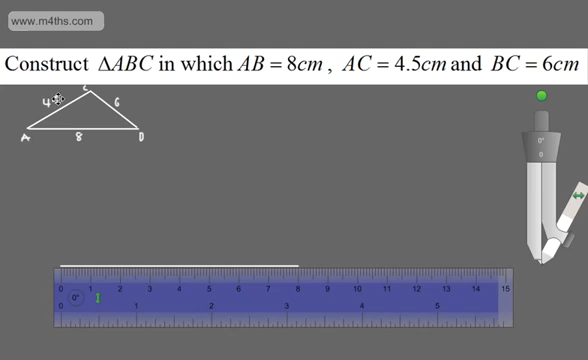 www.m4ths.com
Construct ΔABC in which AB = 8cm , AC = 4.5cm and BC = 6cm
C
4 6
A 8 D
0 1 2 3 4 5 6 7 8 9 10 11 12 13 14 15
0°
0 1 2 3 4 5
0°
0